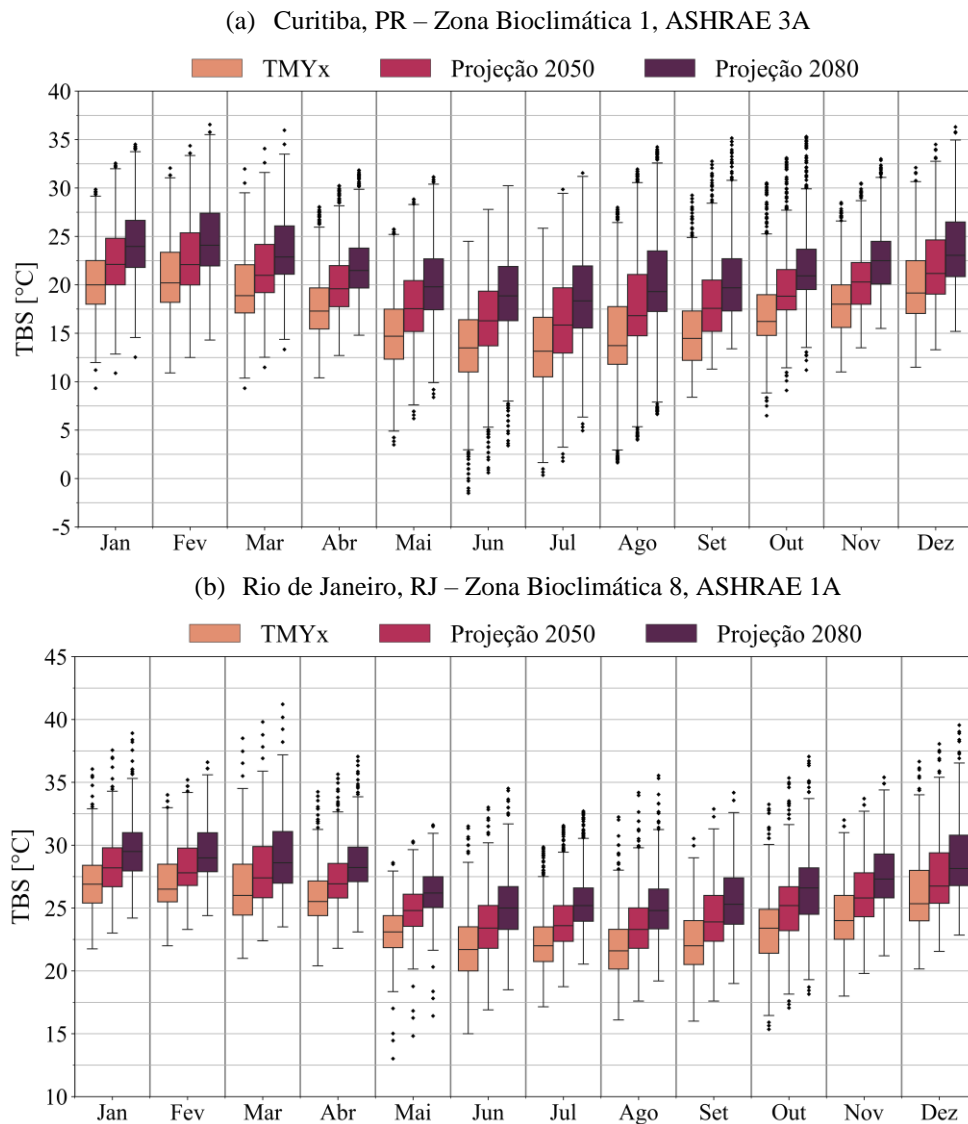 (a) Curitiba, PR – Zona Bioclimática 1, ASHRAE 3A
TMYx Projeção 2050 Projeção 2080
TBS [°C]
40
35
30
25
20
15
10
5
0
-5
Jan Fev Mar Abr Mai Jun Jul Ago Set Out Nov Dez
(b) Rio de Janeiro, RJ – Zona Bioclimática 8, ASHRAE 1A
TMYx Projeção 2050 Projeção 2080
TBS [°C]
45
40
35
30
25
20
15
10
Jan Fev Mar Abr Mai Jun Jul Ago Set Out Nov Dez